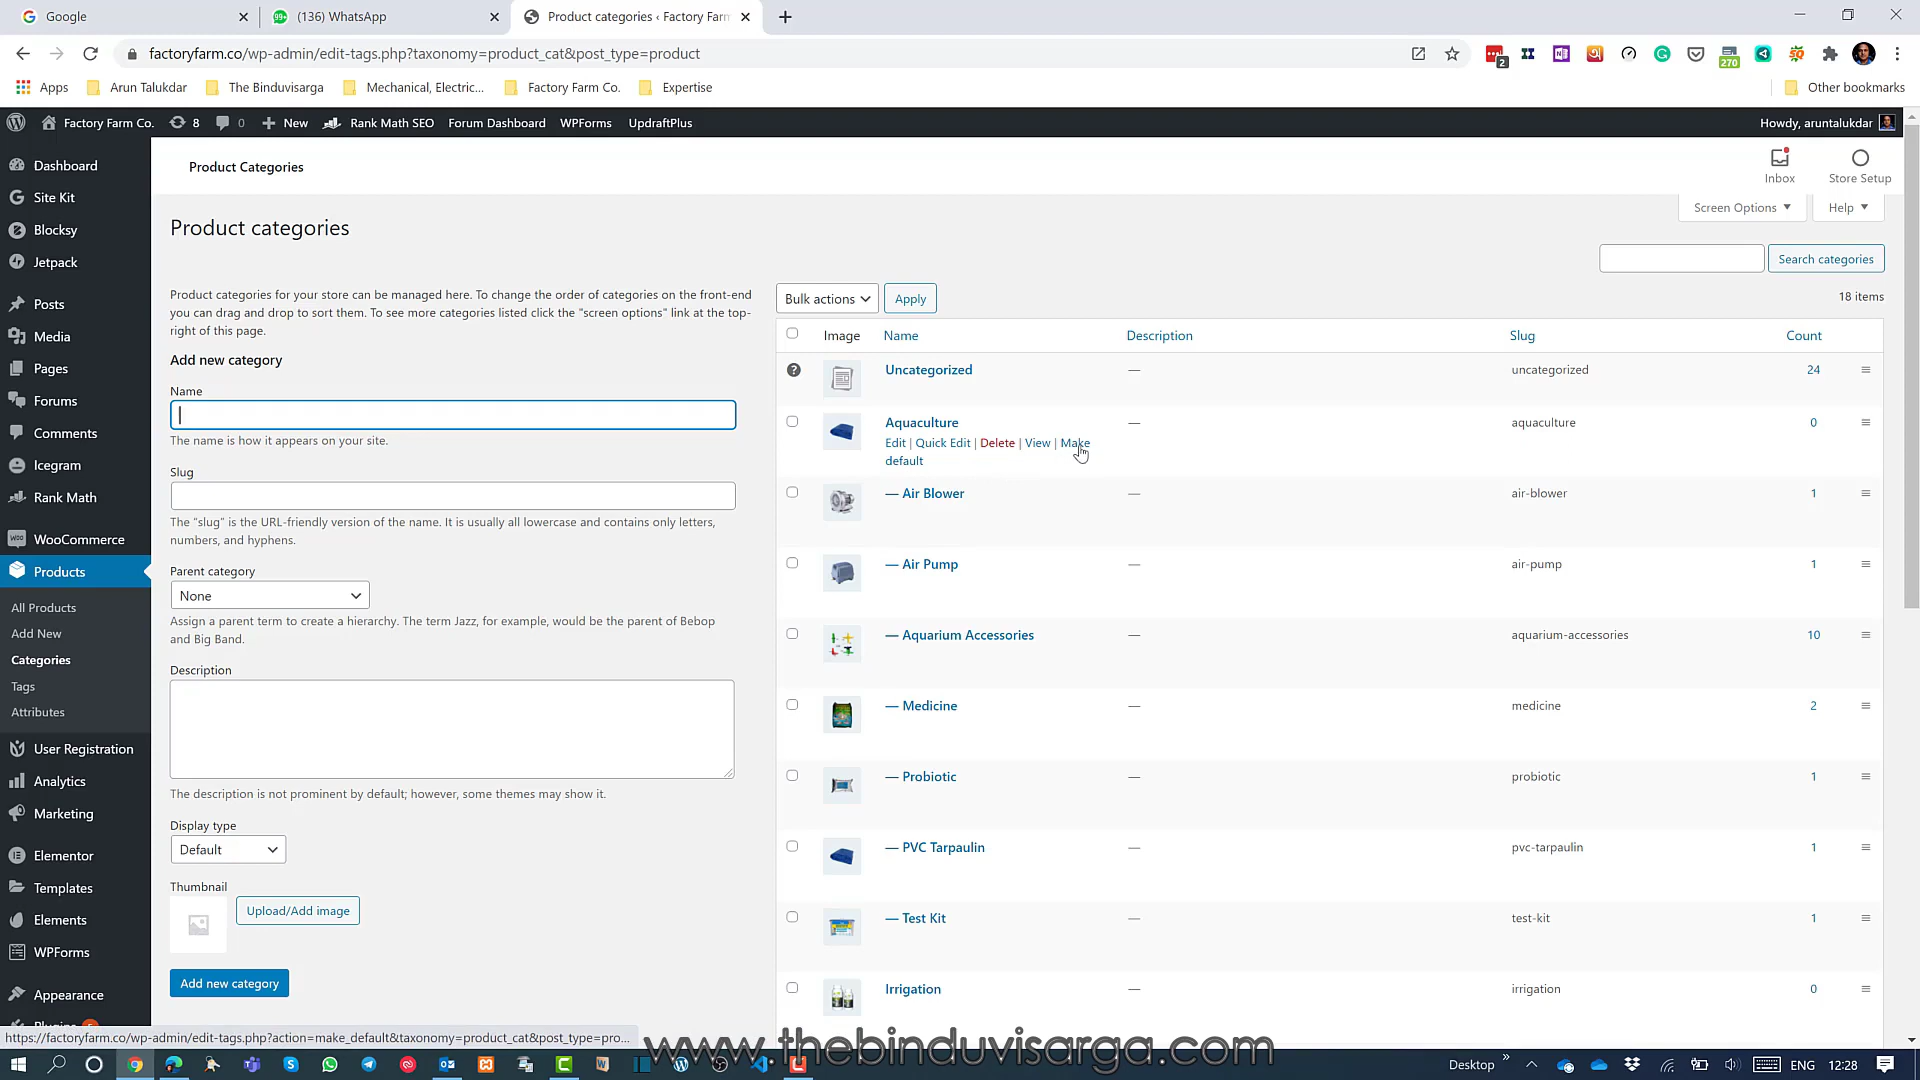 Google
(136) WhatsApp
Product categories ‹ Factory Farm
factoryfarm.co/wp-admin/edit-tags.php?taxonomy=product_cat&post_type=product
2
270
Apps
Arun Talukdar
The Binduvisarga
Mechanical, Electric...
Factory Farm Co.
Expertise
Other bookmarks
Factory Farm Co.
8
0
New
Rank Math SEO
Forum Dashboard
WPForms
UpdraftPlus
Howdy, aruntalukdar
Dashboard
Site Kit
Blocksy
Jetpack
Posts
Media
Pages
Forums
Comments
Icegram
Rank Math
WooCommerce
Products
All Products
Add New
Categories
Tags
Attributes
User Registration
Analytics
Marketing
Elementor
Templates
Elements
WPForms
Appearance
Product Categories
Inbox
Store Setup
Screen Options
Help
Product categories
Search categories
Product categories for your store can be managed here. To change the order of categories on the front-end
you can drag and drop to sort them. To see more categories listed click the "screen options" link at the top-
right of this page.
Add new category
Name
The name is how it appears on your site.
Slug
The “slug” is the URL-friendly version of the name. It is usually all lowercase and contains only letters,
numbers, and hyphens.
Parent category
None
Assign a parent term to create a hierarchy. The term Jazz, for example, would be the parent of Bebop
and Big Band.
Description
The description is not prominent by default; however, some themes may show it.
Display type
Default
Thumbnail
Upload/Add image
Add new category
Bulk actions
Apply
18 items
Image Name Description Slug Count
? Uncategorized — uncategorized 24
Aquaculture — aquaculture 0
Edit | Quick Edit | Delete | View | Make
default
— Air Blower — air-blower 1
— Air Pump — air-pump 1
— Aquarium Accessories — aquarium-accessories 10
— Medicine — medicine 2
— Probiotic — probiotic 1
— PVC Tarpaulin — pvc-tarpaulin 1
— Test Kit — test-kit 1
Irrigation — irrigation 0
https://factoryfarm.co/wp-admin/edit-tags.php?action=make_default&taxonomy=product_cat&post_type=pro...
www.thebinduvisarga.com
Desktop
ENG
12:28